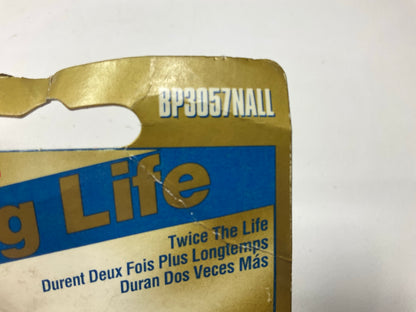 BP3057NALL
g Life
Twice The Life
Durent Deux Fois Plus Longtemps
Duran Dos Veces Más